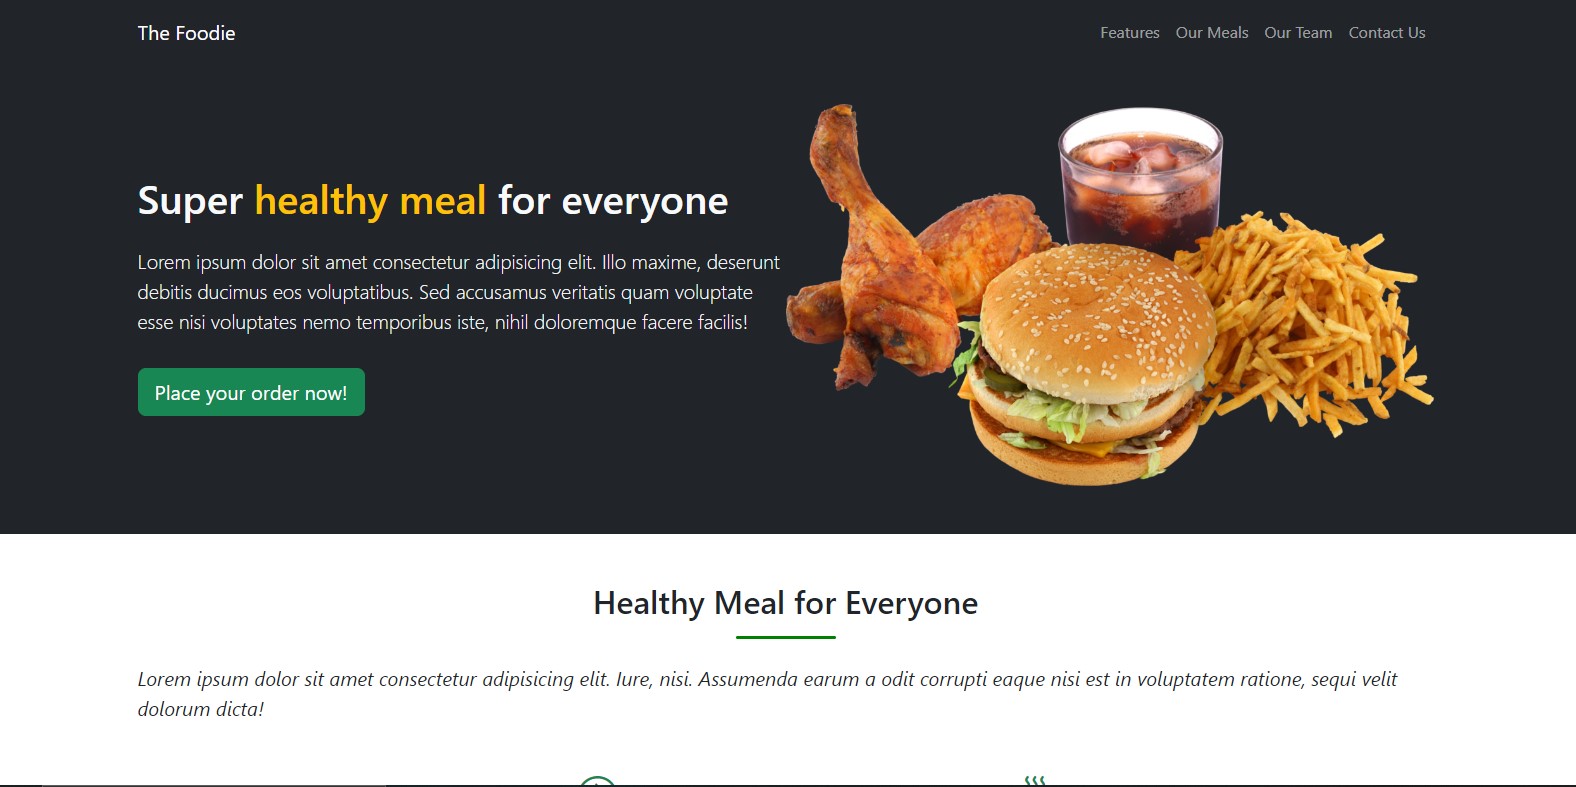 The Foodie
Features
Our Meals
Our Team
Contact Us
Super healthy meal for everyone
Lorem ipsum dolor sit amet consectetur adipisicing elit. Illo maxime, deserunt
debitis ducimus eos voluptatibus. Sed accusamus veritatis quam voluptate
esse nisi voluptates nemo temporibus iste, nihil doloremque facere facilis!
Place your order now!
Healthy Meal for Everyone
Lorem ipsum dolor sit amet consectetur adipisicing elit. Iure, nisi. Assumenda earum a odit corrupti eaque nisi est in voluptatem ratione, sequi velit
dolorum dicta!